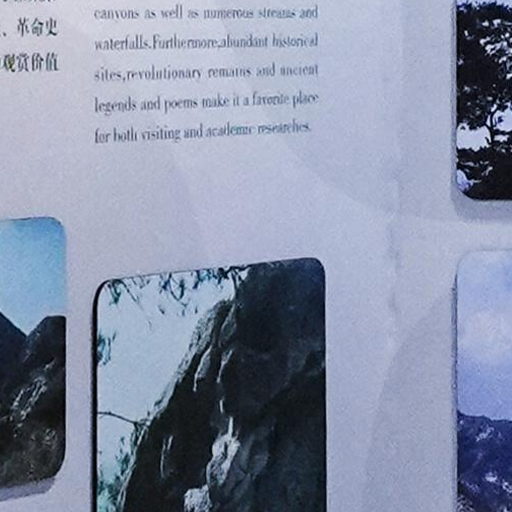 、革命史
观赏价值
canyons as well as numerous streams and
waterfalls.Furthermore,abundant historical
sites,revolutionary remains and ancient
legends and poems make it a favorite place
for both visiting and academic researches.